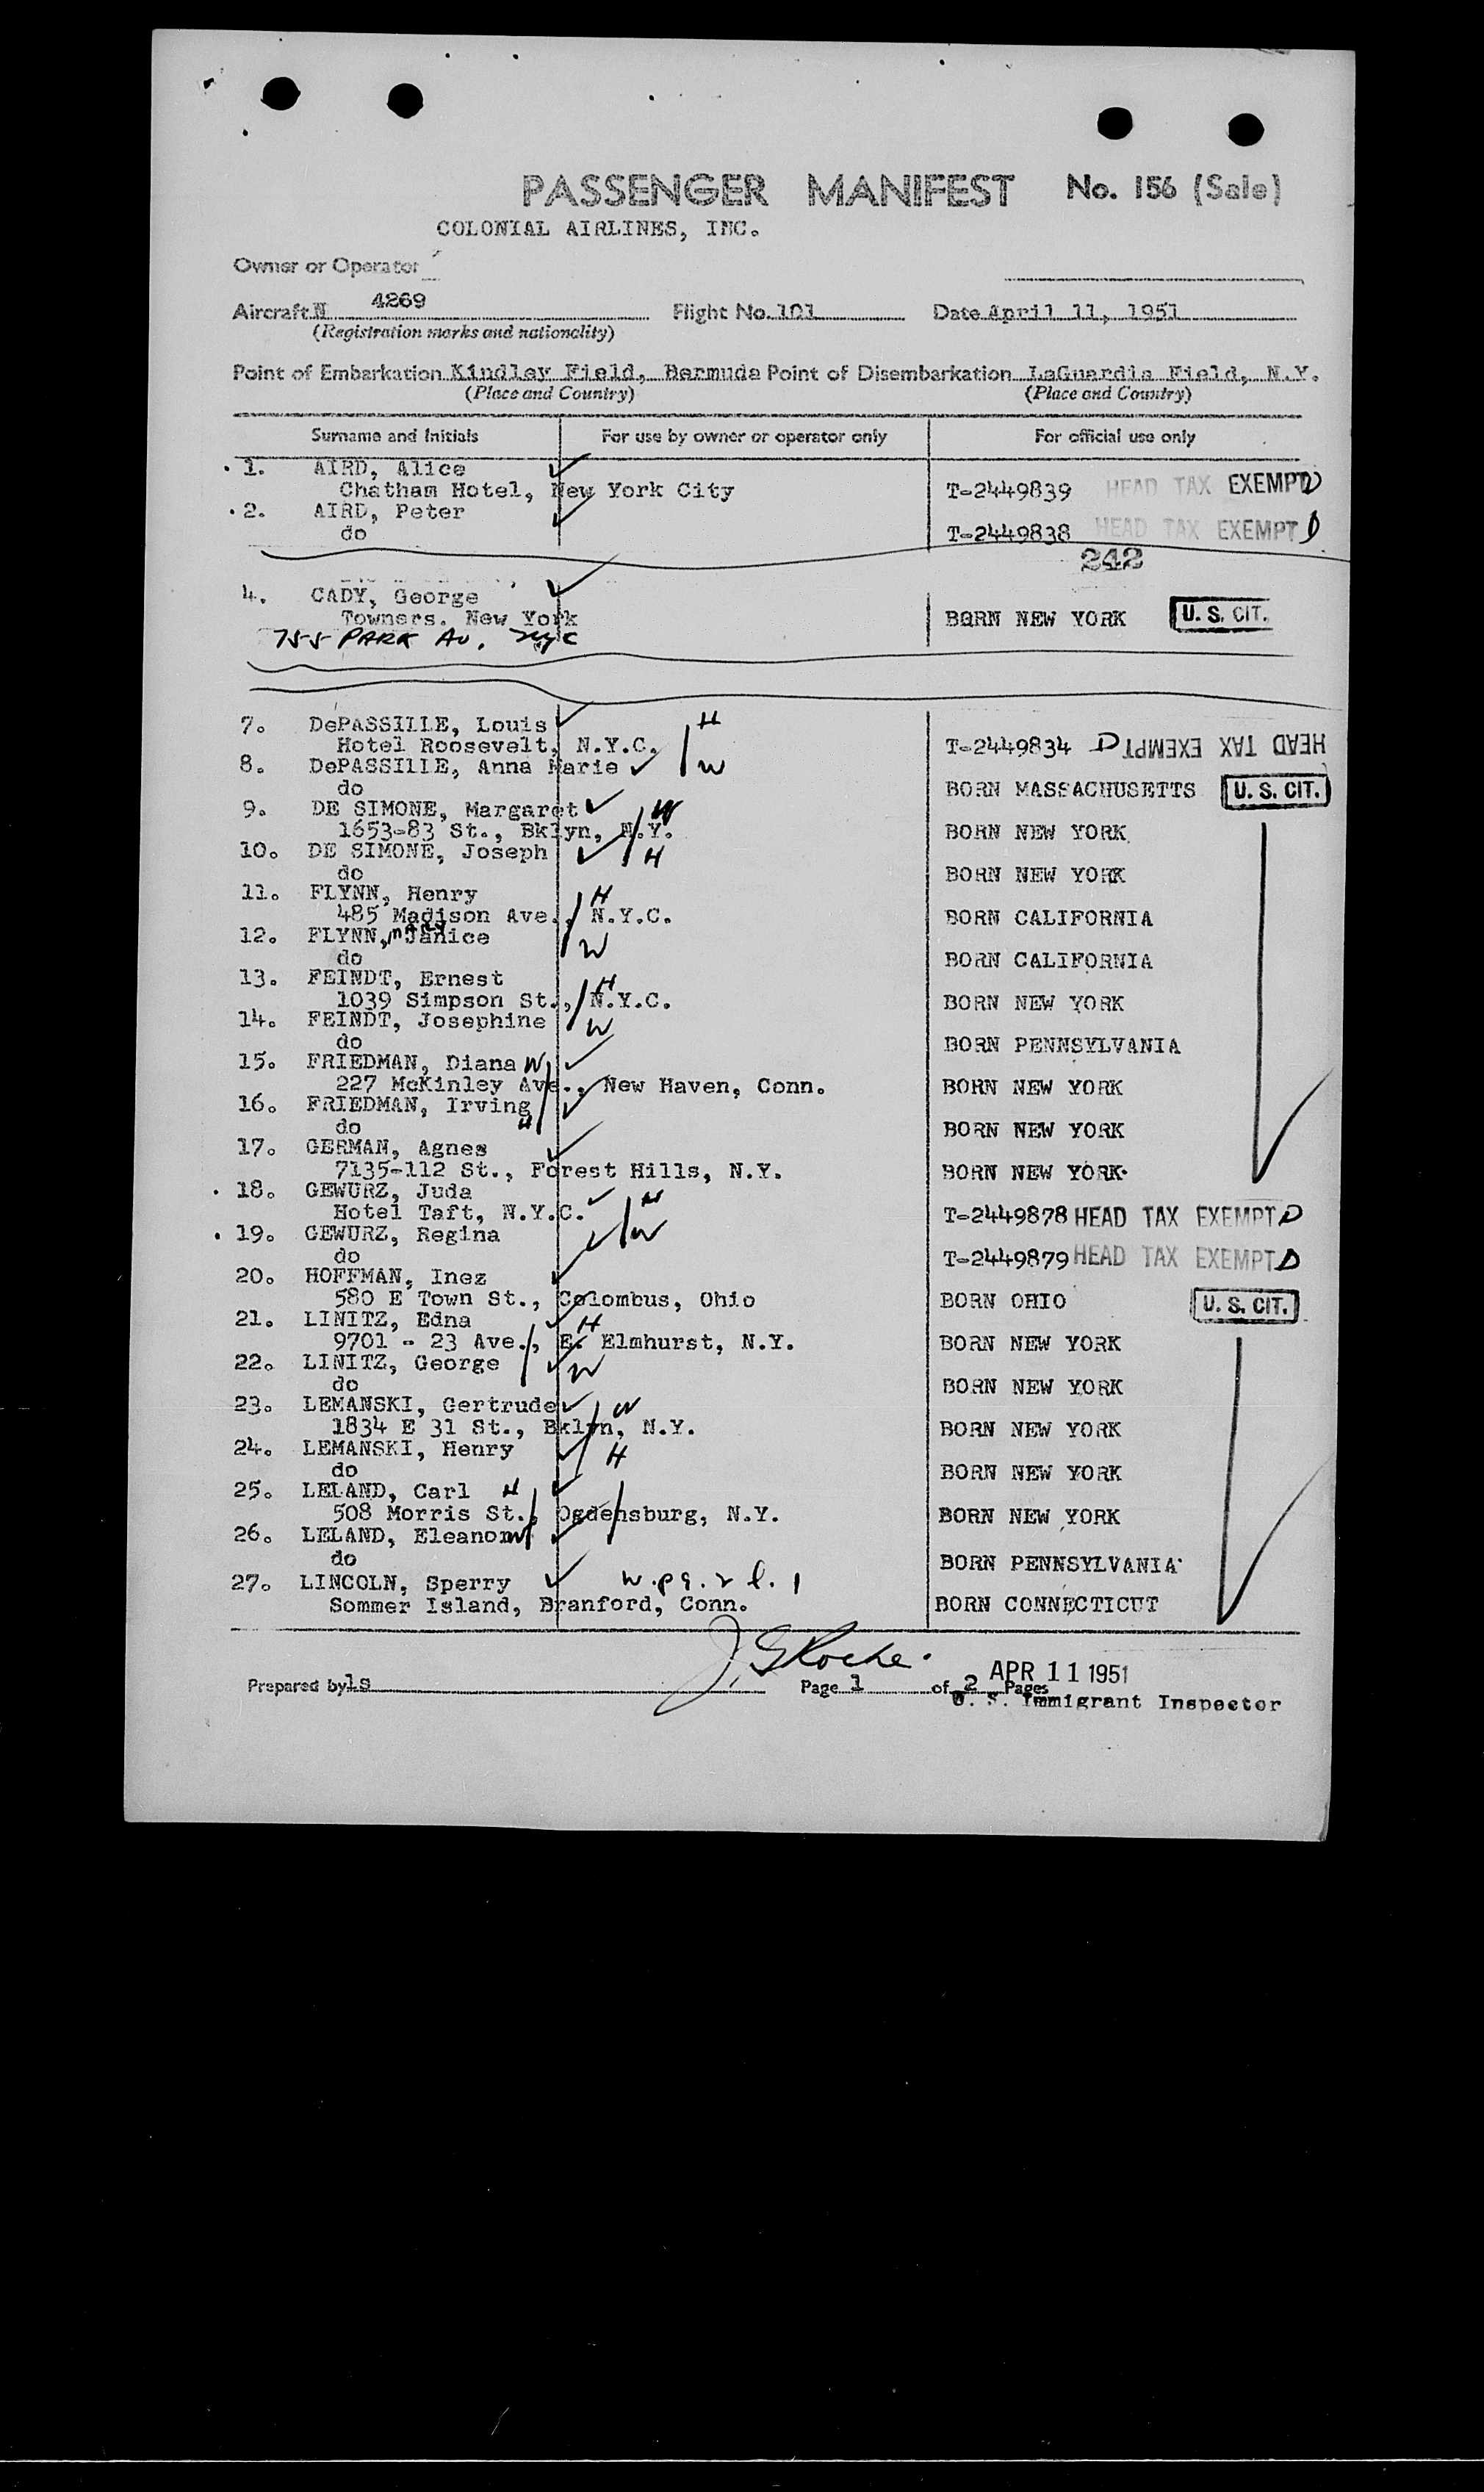 PASSENGER MANIFEST No. 156 (Sale)
COLONIAL AIRLINES, INC.
Owner or Operator
Aircraft N 4269 Flight No. 101 Date April 11, 1951
(Registration marks and nationality)
Point of Embarkation Kindley Field, Bermuda Point of Disembarkation LaGuardia Field, N.Y.
(Place and Country) (Place and Country)
Surname and Initials For use by owner or operator only For official use only
1. AIRD, Alice
Chatham Hotel, New York City T-2449839 HEAD TAX EXEMPT D
2. AIRD, Peter
do T-2449838 HEAD TAX EXEMPT D
242
4. CADY, George
Towners. New York BORN NEW YORK U. S. CIT.
755 PARK AV. NYC
7. DePASSILLE, Louis H
Hotel Roosevelt, N.Y.C. T-2449834 D HEAD TAX EXEMPT
8. DePASSILLE, Anna Marie W
do BORN MASSACHUSETTS U. S. CIT.
9. DE SIMONE, Margaret W
1653-83 St., Bklyn, N.Y. BORN NEW YORK
10. DE SIMONE, Joseph H
do BORN NEW YORK
11. FLYNN, Henry H
485 Madison Ave., N.Y.C. BORN CALIFORNIA
12. FLYNN, Mary Janice W
do BORN CALIFORNIA
13. FEINDT, Ernest H
1039 Simpson St., N.Y.C. BORN NEW YORK
14. FEINDT, Josephine W
do BORN PENNSYLVANIA
15. FRIEDMAN, Diana W
227 McKinley Ave., New Haven, Conn. BORN NEW YORK
16. FRIEDMAN, Irving H
do BORN NEW YORK
17. GERMAN, Agnes
7135-112 St., Forest Hills, N.Y. BORN NEW YORK
18. GEWURZ, Juda H
Hotel Taft, N.Y.C. T-2449878 HEAD TAX EXEMPT D
19. GEWURZ, Regina W
do T-2449879 HEAD TAX EXEMPT D
20. HOFFMAN, Inez
580 E Town St., Colombus, Ohio BORN OHIO U. S. CIT.
21. LINITZ, Edna H
9701 - 23 Ave., E. Elmhurst, N.Y. BORN NEW YORK
22. LINITZ, George W
do BORN NEW YORK
23. LEMANSKI, Gertrude W
1834 E 31 St., Bklyn, N.Y. BORN NEW YORK
24. LEMANSKI, Henry H
do BORN NEW YORK
25. LELAND, Carl H
508 Morris St., Ogdensburg, N.Y. BORN NEW YORK
26. LELAND, Eleanor W
do BORN PENNSYLVANIA
27. LINCOLN, Sperry
Sommer Island, Branford, Conn. BORN CONNECTICUT
J. G Roche.
APR 11 1951
Prepared by LS Page 1 of 2 Pages
U. S. Immigrant Inspector